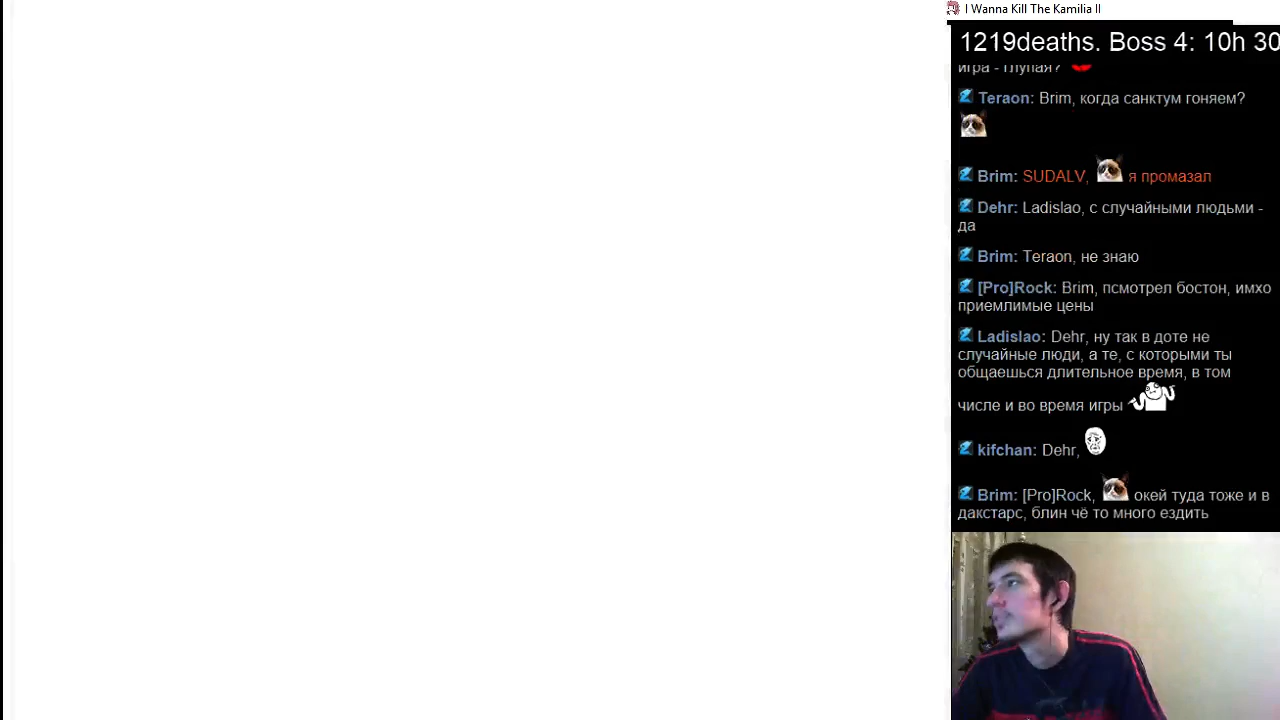 I Wanna Kill The Kamilia II
1219deaths. Boss 4: 10h 30
игра - глупая?
Teraon: Brim, когда санктум гоняем?
Brim: SUDALV, я промазал
Dehr: Ladislao, с случайными людьми -
да
Brim: Teraon, не знаю
[Pro]Rock: Brim, псмотрел бостон, имхо
приемлимые цены
Ladislao: Dehr, ну так в доте не
случайные люди, а те, с которыми ты
общаешься длительное время, в том
числе и во время игры
kifchan: Dehr,
Brim: [Pro]Rock, окей туда тоже и в
дакстарс, блин чё то много ездить